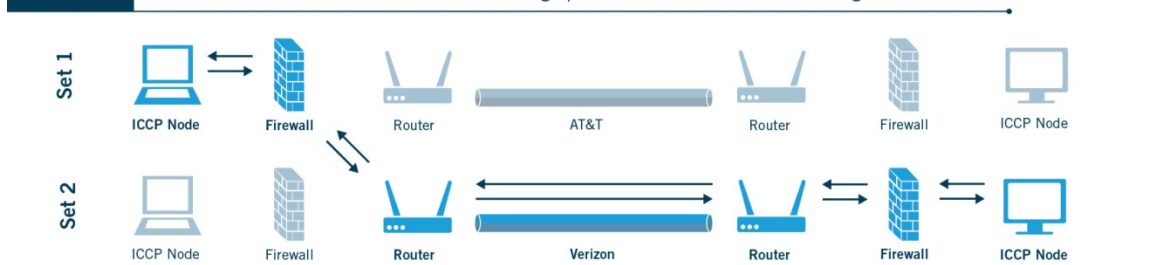 Set 1
ICCP Node Firewall Router AT&T Router Firewall ICCP Node
Set 2
ICCP Node Firewall Router Verizon Router Firewall ICCP Node